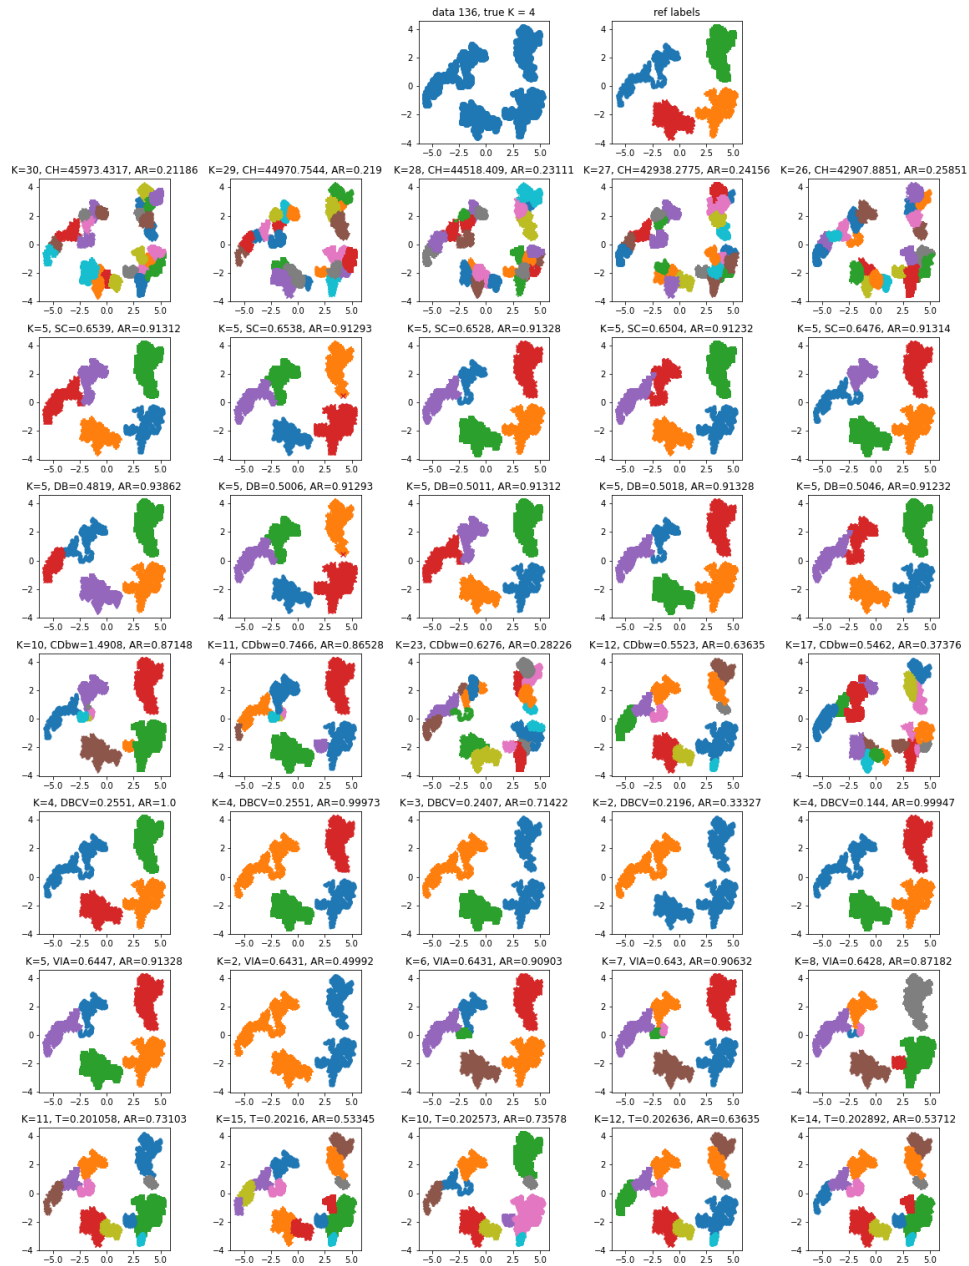 data 136, true K = 4
ref labels
K=30, CH=45973.4317, AR=0.21186
K=29, CH=44970.7544, AR=0.219
K=28, CH=44518.409, AR=0.23111
K=27, CH=42938.2775, AR=0.24156
K=26, CH=42907.8851, AR=0.25851
K=5, SC=0.6539, AR=0.91312
K=5, SC=0.6538, AR=0.91293
K=5, SC=0.6528, AR=0.91328
K=5, SC=0.6504, AR=0.91232
K=5, SC=0.6476, AR=0.91314
K=5, DB=0.4819, AR=0.93862
K=5, DB=0.5006, AR=0.91293
K=5, DB=0.5011, AR=0.91312
K=5, DB=0.5018, AR=0.91328
K=5, DB=0.5046, AR=0.91232
K=10, CDbw=1.4908, AR=0.87148
K=11, CDbw=0.7466, AR=0.86528
K=23, CDbw=0.6276, AR=0.28226
K=12, CDbw=0.5523, AR=0.63635
K=17, CDbw=0.5462, AR=0.37376
K=4, DBCV=0.2551, AR=1.0
K=4, DBCV=0.2551, AR=0.99973
K=3, DBCV=0.2407, AR=0.71422
K=2, DBCV=0.2196, AR=0.33327
K=4, DBCV=0.144, AR=0.99947
K=5, VIA=0.6447, AR=0.91328
K=2, VIA=0.6431, AR=0.49992
K=6, VIA=0.6431, AR=0.90903
K=7, VIA=0.643, AR=0.90632
K=8, VIA=0.6428, AR=0.87182
K=11, T=0.201058, AR=0.73103
K=15, T=0.20216, AR=0.53345
K=10, T=0.202573, AR=0.73578
K=12, T=0.202636, AR=0.63635
K=14, T=0.202892, AR=0.53712